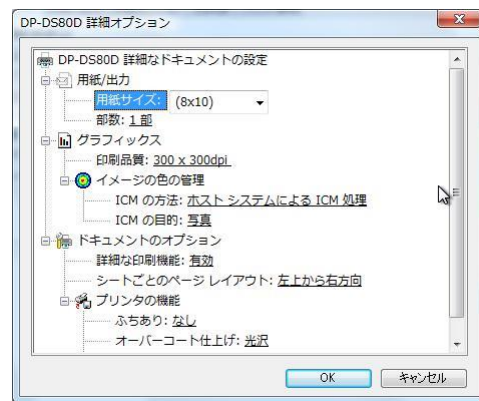 DP-DS80D 詳細オプション
DP-DS80D 詳細なドキュメントの設定
用紙/出力
用紙サイズ: (8x10)
部数: 1 部
グラフィックス
印刷品質: 300 x 300dpi
イメージの色の管理
ICM の方法: ホスト システムによる ICM 処理
ICM の目的: 写真
ドキュメントのオプション
詳細な印刷機能: 有効
シートごとのページ レイアウト: 左上から右方向
プリンタの機能
ふちあり: なし
オーバーコート仕上げ: 光沢
OK キャンセル